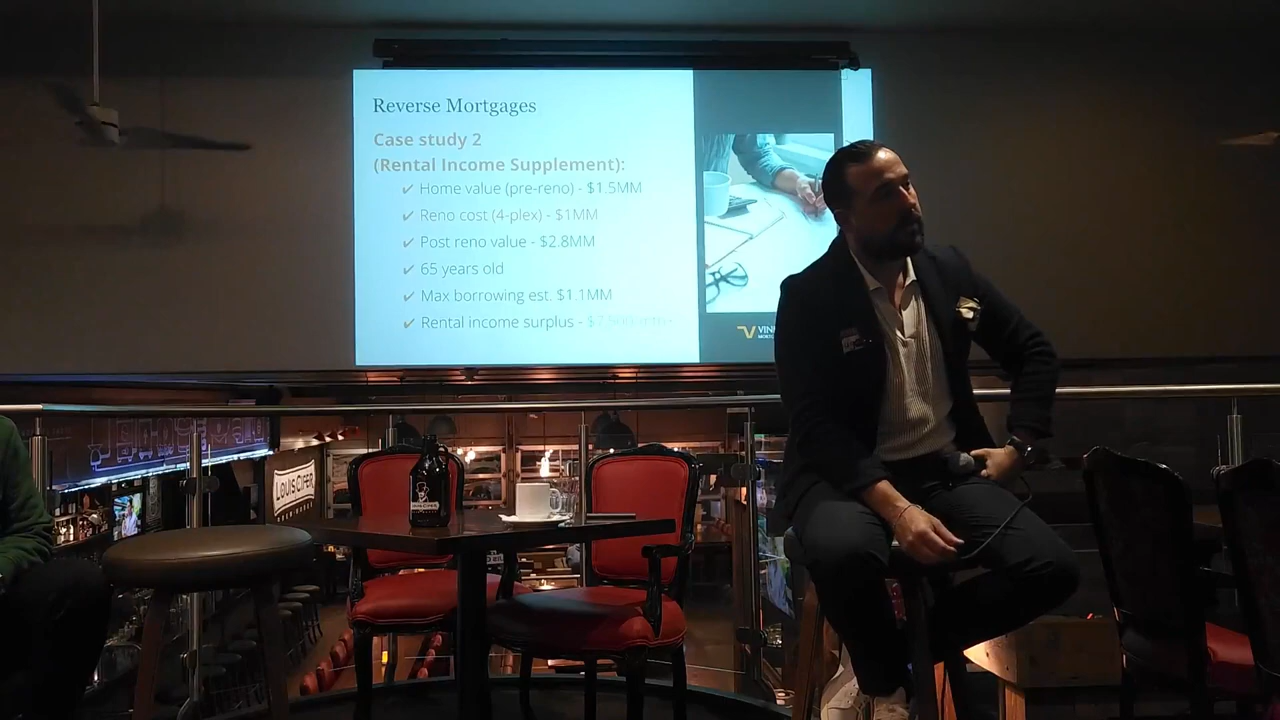 Reverse Mortgages
Case study 2
(Rental Income Supplement):
✔ Home value (pre-reno) - $1.5MM
✔ Reno cost (4-plex) - $1MM
✔ Post reno value - $2.8MM
✔ 65 years old
✔ Max borrowing est. $1.1MM
✔ Rental income surplus -
LOUIS CIFER